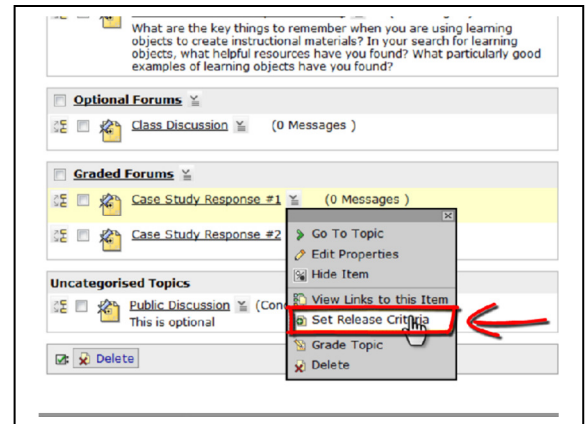 What are the key things to remember when you are using learning
objects to create instructional materials? In your search for learning
objects, what helpful resources have you found? What particularly good
examples of learning objects have you found?
Optional Forums
Class Discussion (0 Messages )
Graded Forums
Case Study Response #1 (0 Messages )
Case Study Response #2
Go To Topic
Edit Properties
Hide Item
View Links to this Item
Set Release Criteria
Grade Topic
Delete
Uncategorised Topics
Public Discussion
This is optional
Delete